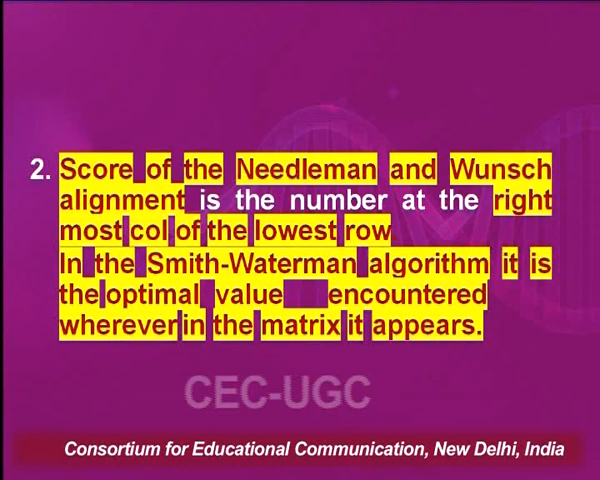 2. Score of the Needleman and Wunsch
alignment is the number at the right
most col of the lowest row
In the Smith-Waterman algorithm it is
the optimal value encountered
wherever in the matrix it appears.
CEC-UGC
Consortium for Educational Communication, New Delhi, India